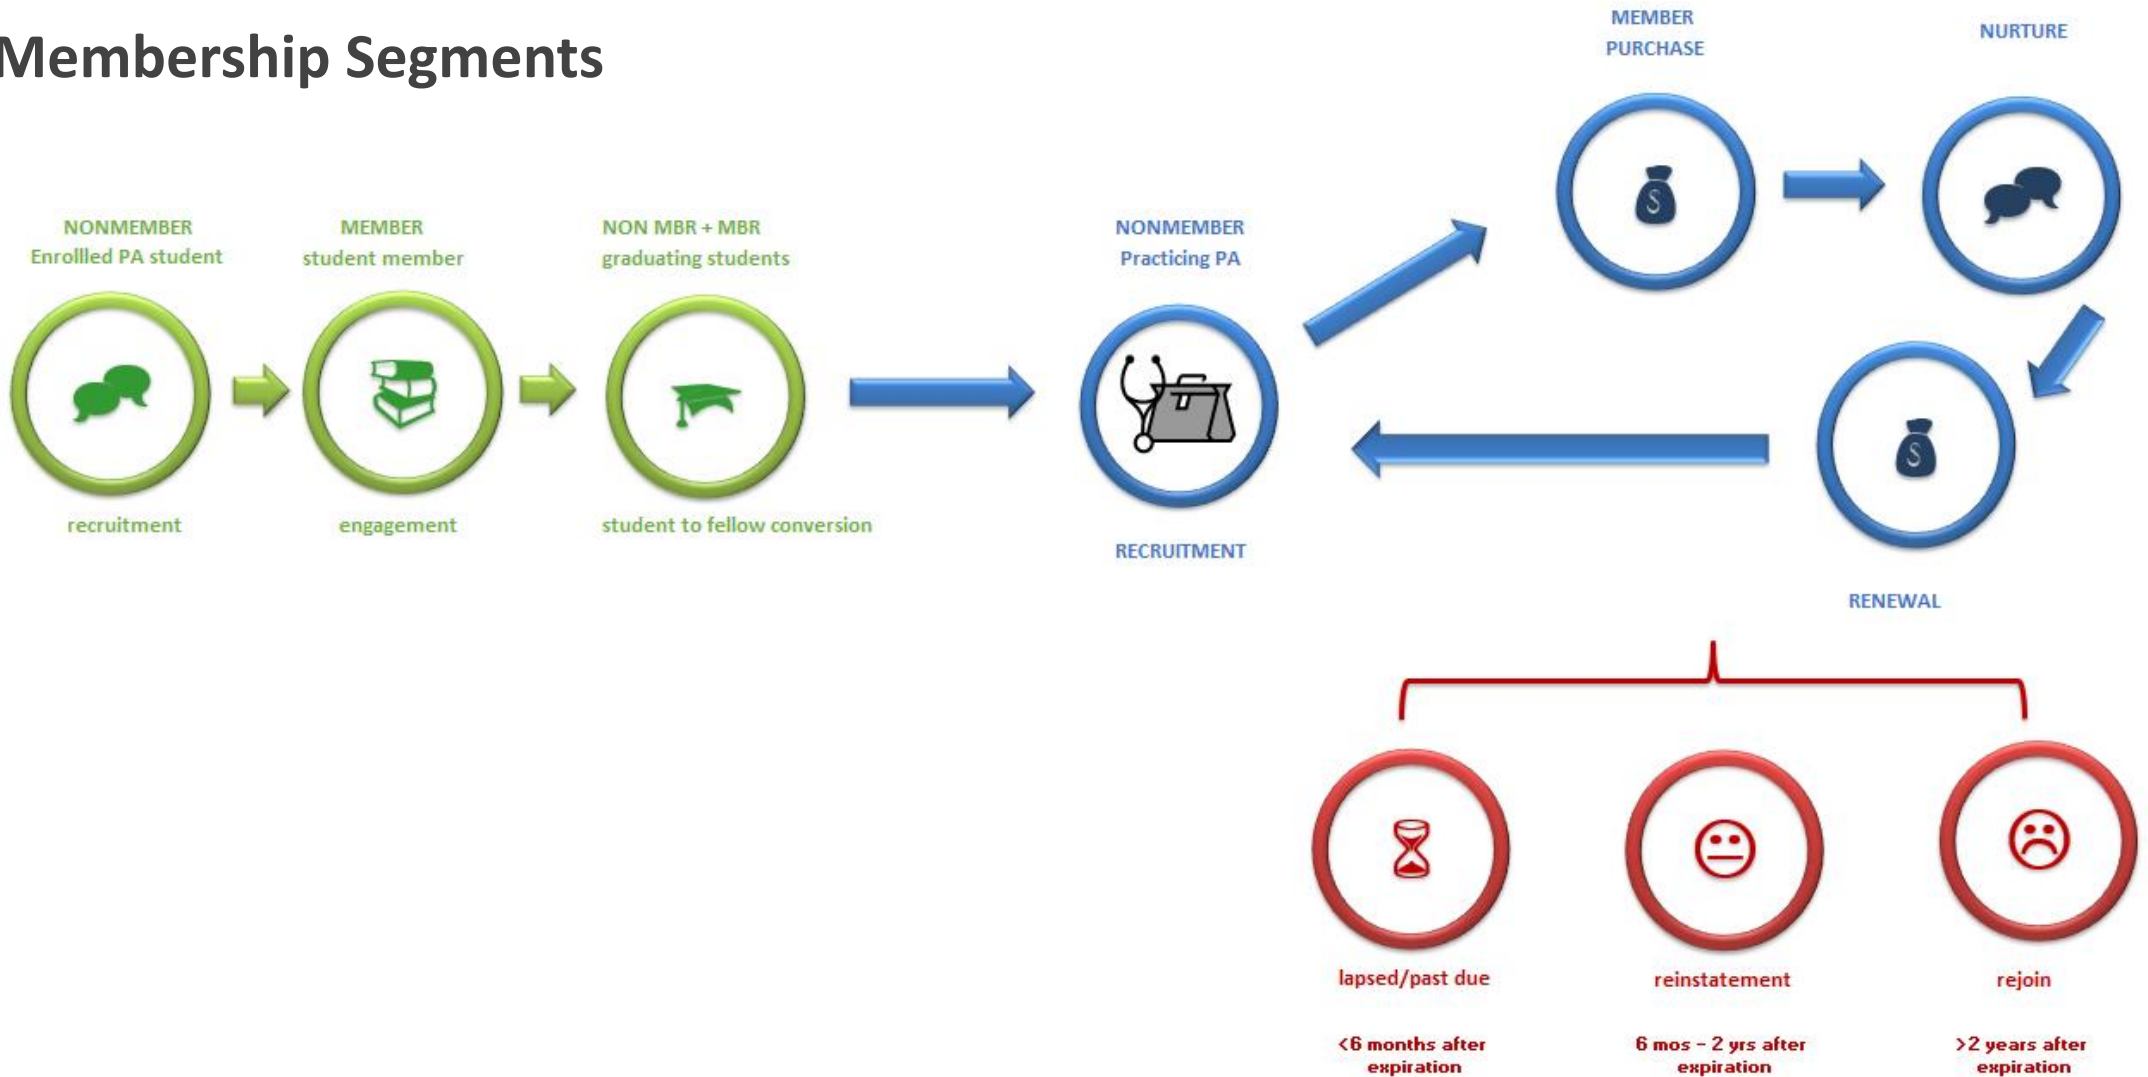 Membership Segments
MEMBER
PURCHASE
NURTURE
NONMEMBER
Enrollled PA student
MEMBER
student member
NON MBR + MBR
graduating students
NONMEMBER
Practicing PA
$
$
recruitment
engagement
student to fellow conversion
RECRUITMENT
RENEWAL
lapsed/past due
reinstatement
rejoin
<6 months after
expiration
6 mos - 2 yrs after
expiration
>2 years after
expiration